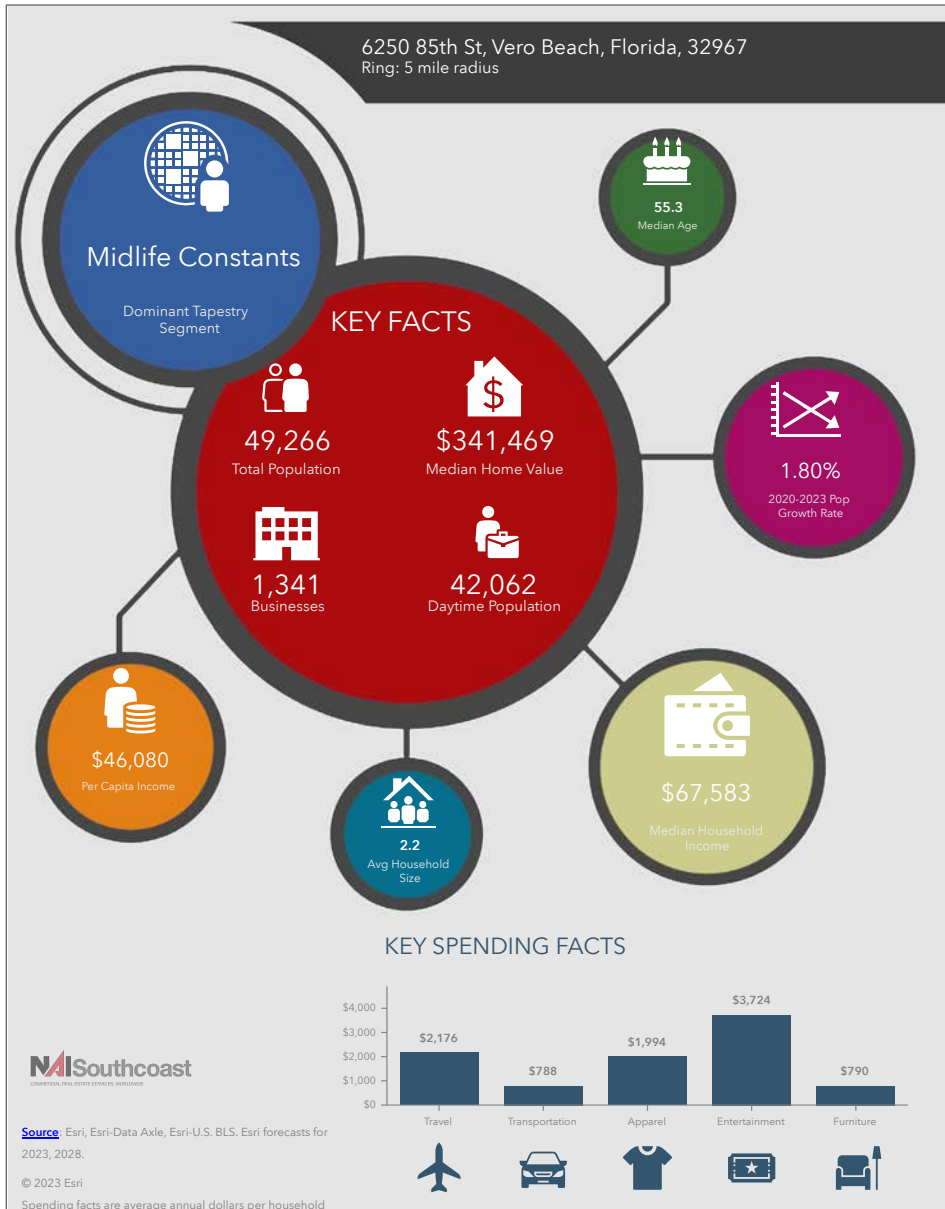 6250 85th St, Vero Beach, Florida, 32967
Ring: 5 mile radius
Midlife Constants
Dominant Tapestry
Segment
55.3
Median Age
KEY FACTS
49,266
Total Population
$341,469
Median Home Value
1,341
Businesses
42,062
Daytime Population
1.80%
2020-2023 Pop
Growth Rate
$46,080
Per Capita Income
2.2
Avg Household
Size
$67,583
Median Household
Income
KEY SPENDING FACTS
$4,000
$3,000
$2,000
$1,000
$0
$2,176
$788
$1,994
$3,724
$790
Travel
Transportation
Apparel
Entertainment
Furniture
NAISouthcoast
COMMERCIAL REAL ESTATE SERVICES, WORLDWIDE
Source: Esri, Esri-Data Axle, Esri-U.S. BLS. Esri forecasts for
2023, 2028.
© 2023 Esri
Spending facts are average annual dollars per household